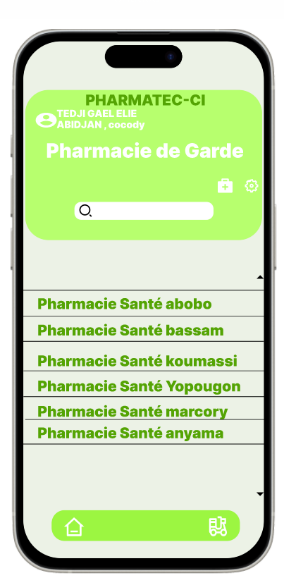 PHARMATEC-CI
TEDJI GAEL ELIE
ABIDJAN , cocody
Pharmacie de Garde
Pharmacie Santé abobo
Pharmacie Santé bassam
Pharmacie Santé koumassi
Pharmacie Santé Yopougon
Pharmacie Santé marcory
Pharmacie Santé anyama